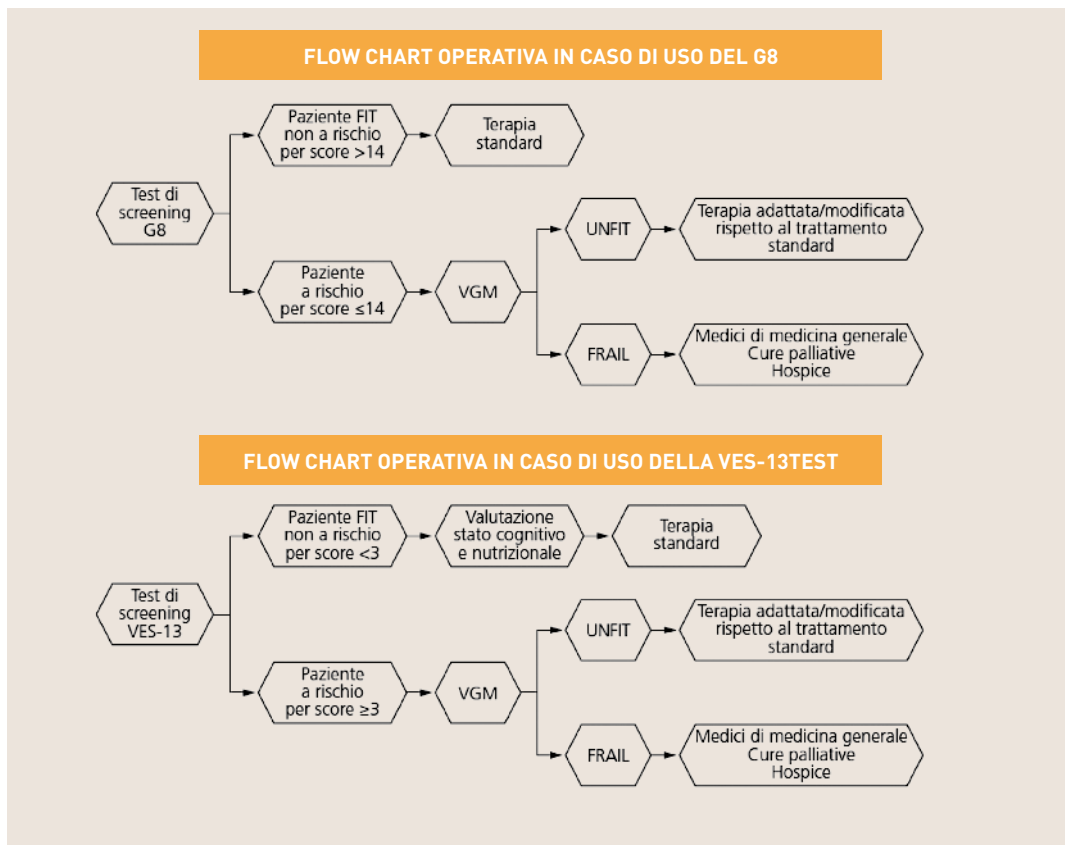 FLOW CHART OPERATIVA IN CASO DI USO DEL G8
Paziente FIT
non a rischio
per score >14
Terapia
standard
Test di
screening
G8
UNFIT
Terapia adattata/modificata
rispetto al trattamento
standard
Paziente
a rischio
per score ≤14
VGM
FRAIL
Medici di medicina generale
Cure palliative
Hospice
FLOW CHART OPERATIVA IN CASO DI USO DELLA VES-13TEST
Paziente FIT
non a rischio
per score <3
Valutazione
stato cognitivo
e nutrizionale
Terapia
standard
Test di
screening
VES-13
UNFIT
Terapia adattata/modificata
rispetto al trattamento
standard
Paziente
a rischio
per score ≥3
VGM
FRAIL
Medici di medicina generale
Cure palliative
Hospice